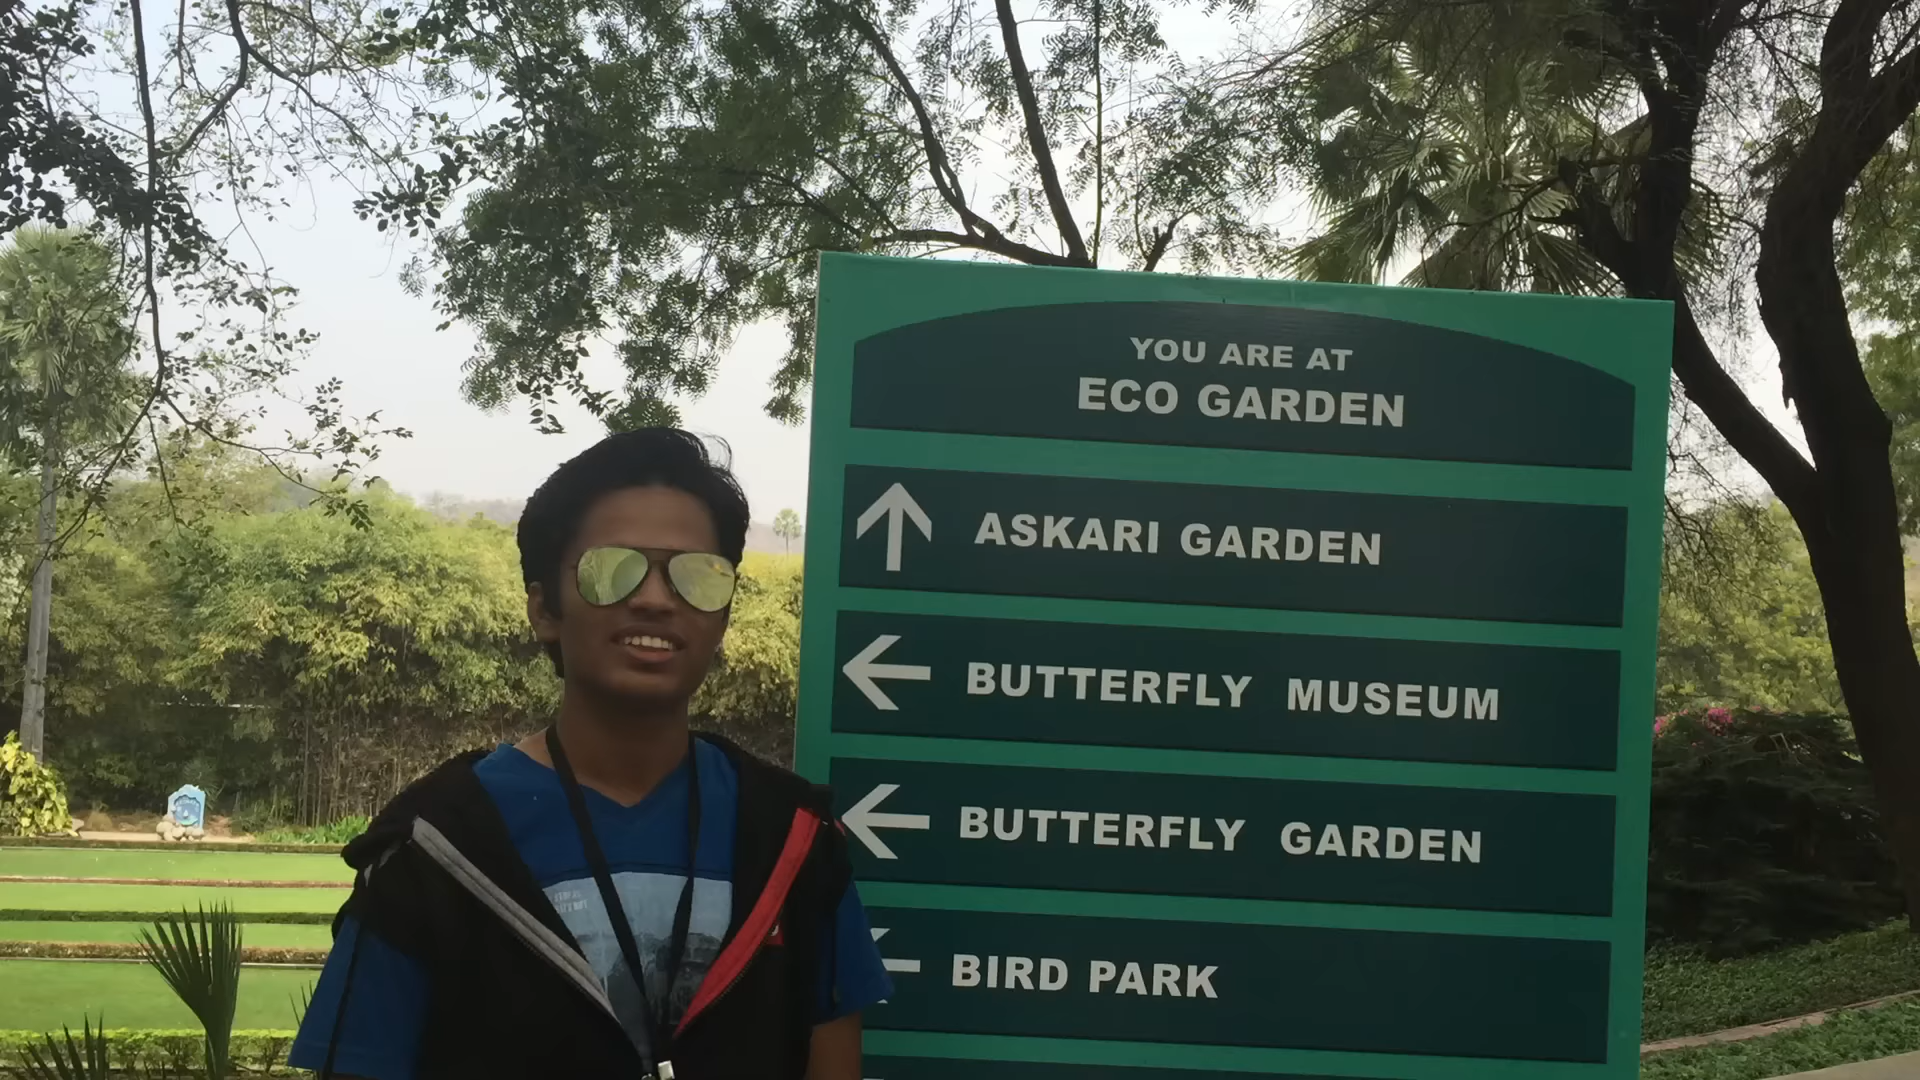 YOU ARE AT
ECO GARDEN
ASKARI GARDEN
BUTTERFLY MUSEUM
BUTTERFLY GARDEN
BIRD PARK